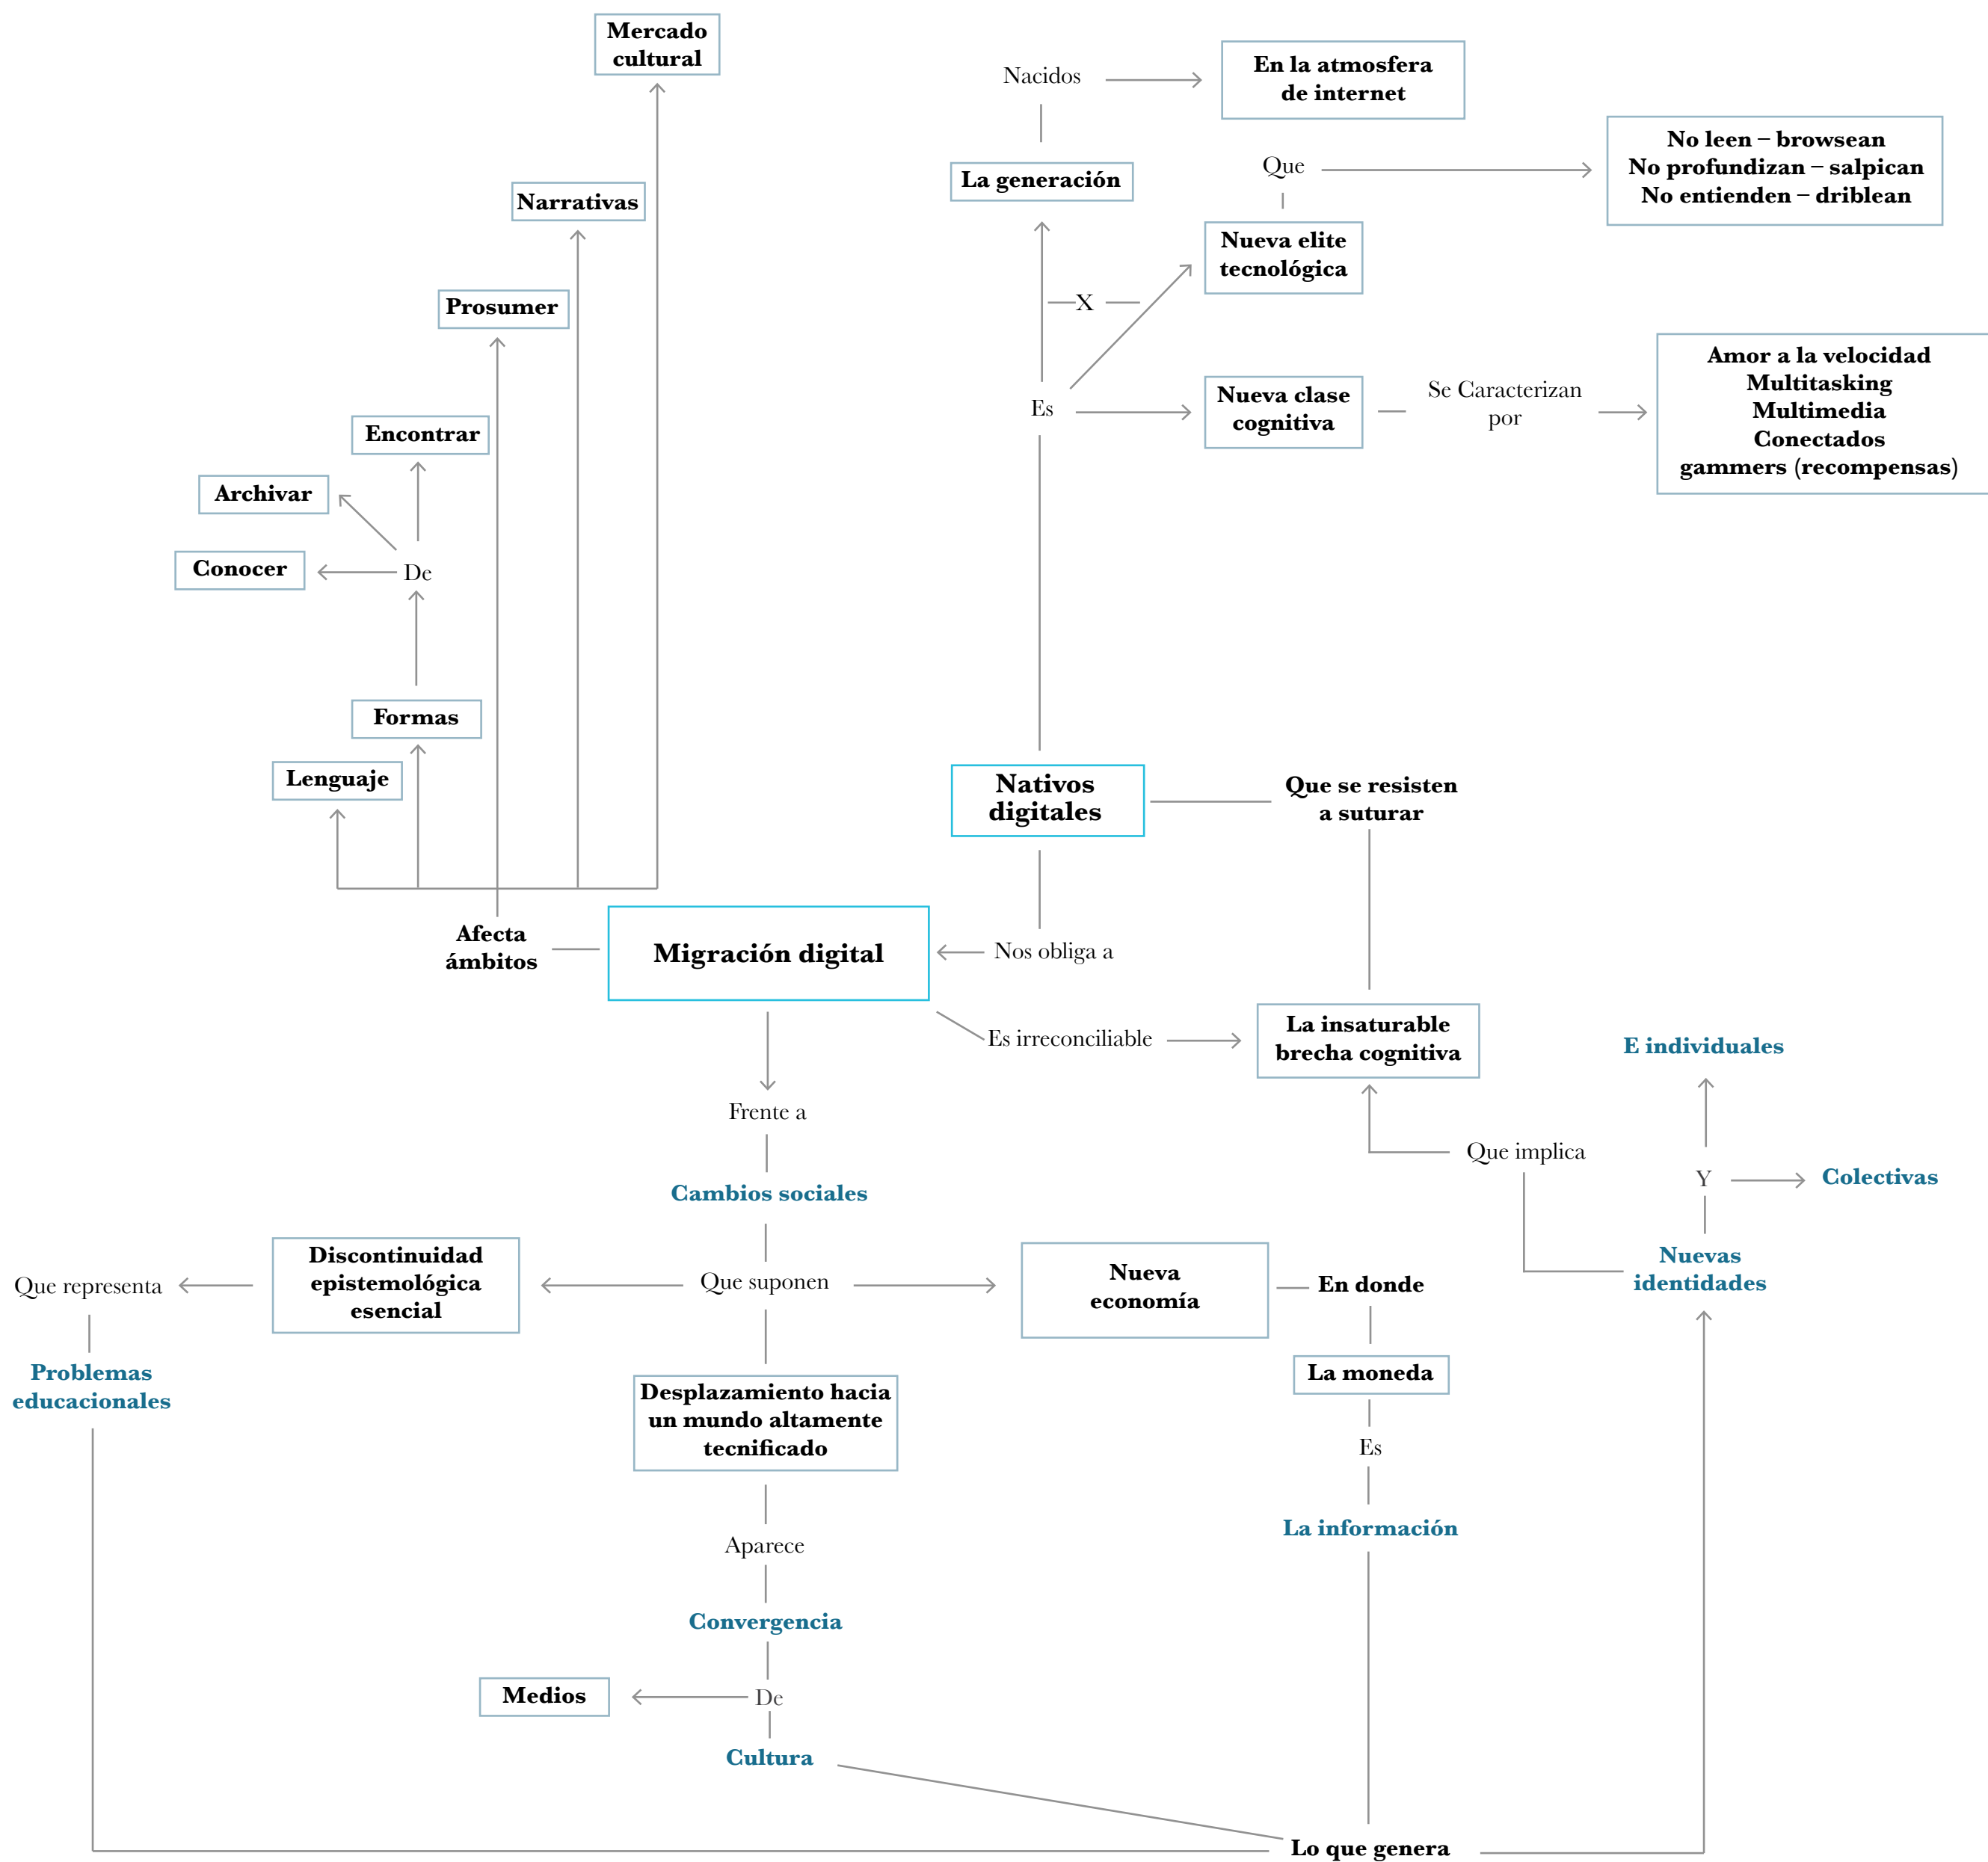 Mercado
cultural
Nacidos
En la atmosfera
de internet
No leen – browsean
No profundizan – salpican
No entienden – driblean
Que
La generación
Narrativas
Nueva elite
tecnológica
Prosumer
X
Amor a la velocidad
Multitasking
Multimedia
Conectados
gammers (recompensas)
Es
Nueva clase
cognitiva
Se Caracterizan
por
Encontrar
Archivar
Conocer
De
Formas
Lenguaje
Nativos
digitales
Que se resisten
a suturar
Afecta
ámbitos
Migración digital
Nos obliga a
Es irreconciliable
La insaturable
brecha cognitiva
E individuales
Frente a
Que implica
Y
Colectivas
Cambios sociales
Nuevas
identidades
Que representa
Discontinuidad
epistemológica
esencial
Que suponen
Nueva
economía
En donde
Problemas
educacionales
Desplazamiento hacia
un mundo altamente
tecnificado
La moneda
Es
Aparece
La información
Convergencia
Medios
De
Cultura
Lo que genera